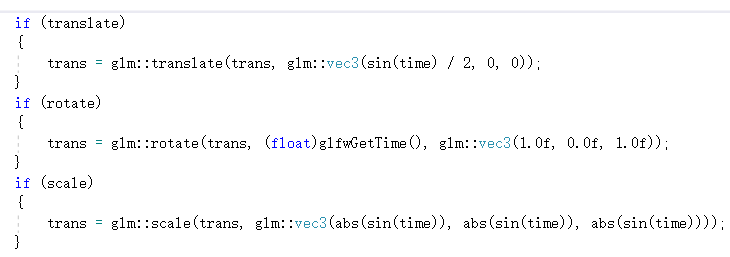 if (translate)
{
trans = glm::translate(trans, glm::vec3(sin(time) / 2, 0, 0));
}
if (rotate)
{
trans = glm::rotate(trans, (float)glfwGetTime(), glm::vec3(1.0f, 0.0f, 1.0f));
}
if (scale)
{
trans = glm::scale(trans, glm::vec3(abs(sin(time)), abs(sin(time)), abs(sin(time))));
}